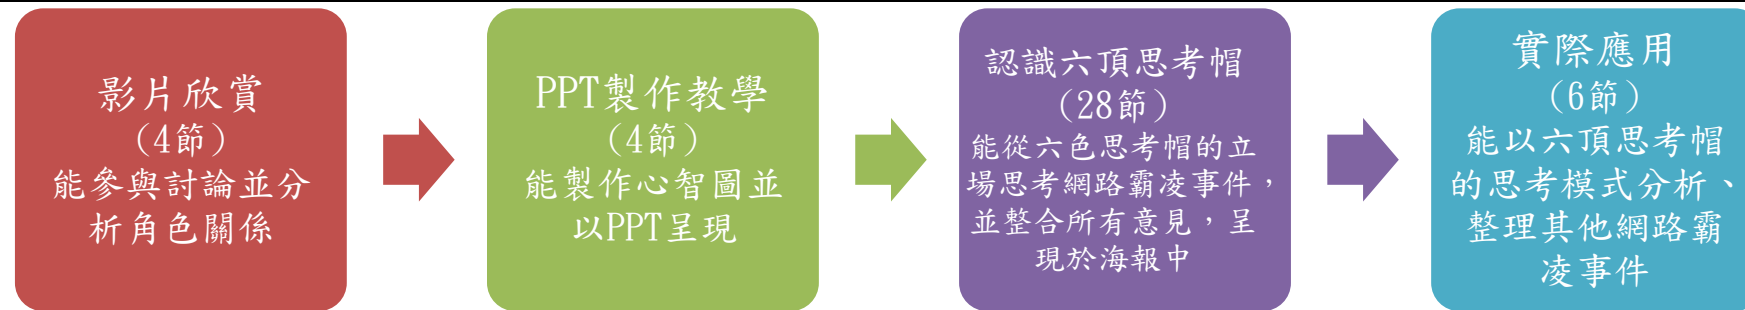 影片欣賞
(4節)
能參與討論並分
析角色關係
PPT製作教學
(4節)
能製作心智圖並
以PPT呈現
認識六頂思考帽
(28節)
能從六色思考帽的立
場思考網路霸凌事件，
並整合所有意見，呈
現於海報中
實際應用
(6節)
能以六頂思考帽
的思考模式分析、
整理其他網路霸
凌事件